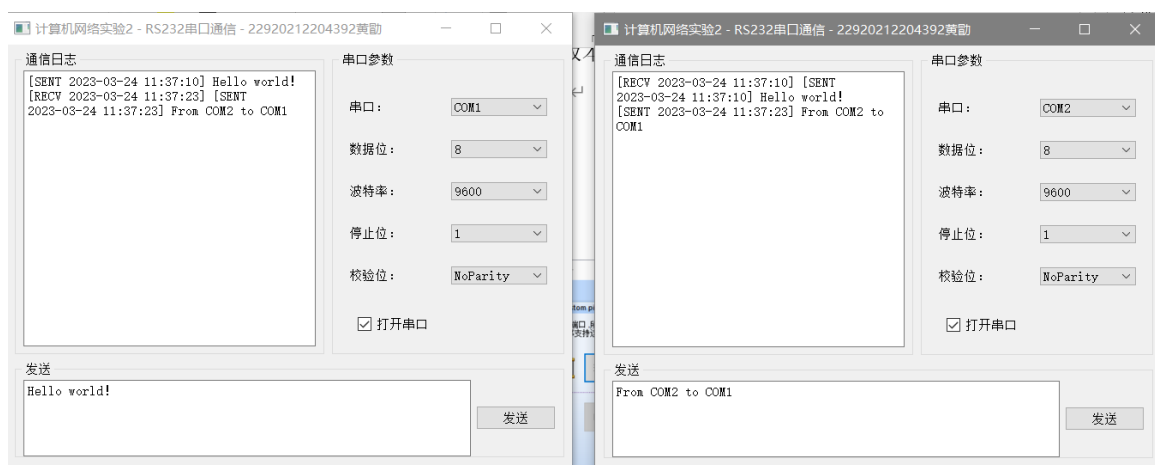 计算机网络实验2 - RS232串口通信 - 22920212204392黄勖
通信日志
[SENT 2023-03-24 11:37:10] Hello world!
[RECV 2023-03-24 11:37:23] [SENT
2023-03-24 11:37:23] From COM2 to COM1
串口参数
串口:
COM1
数据位:
8
波特率:
9600
停止位:
1
校验位:
NoParity
打开串口
发送
Hello world!
发送
计算机网络实验2 - RS232串口通信 - 22920212204392黄勖
通信日志
[RECV 2023-03-24 11:37:10] [SENT
2023-03-24 11:37:10] Hello world!
[SENT 2023-03-24 11:37:23] From COM2 to
COM1
串口参数
串口:
COM2
数据位:
8
波特率:
9600
停止位:
1
校验位:
NoParity
打开串口
发送
From COM2 to COM1
发送